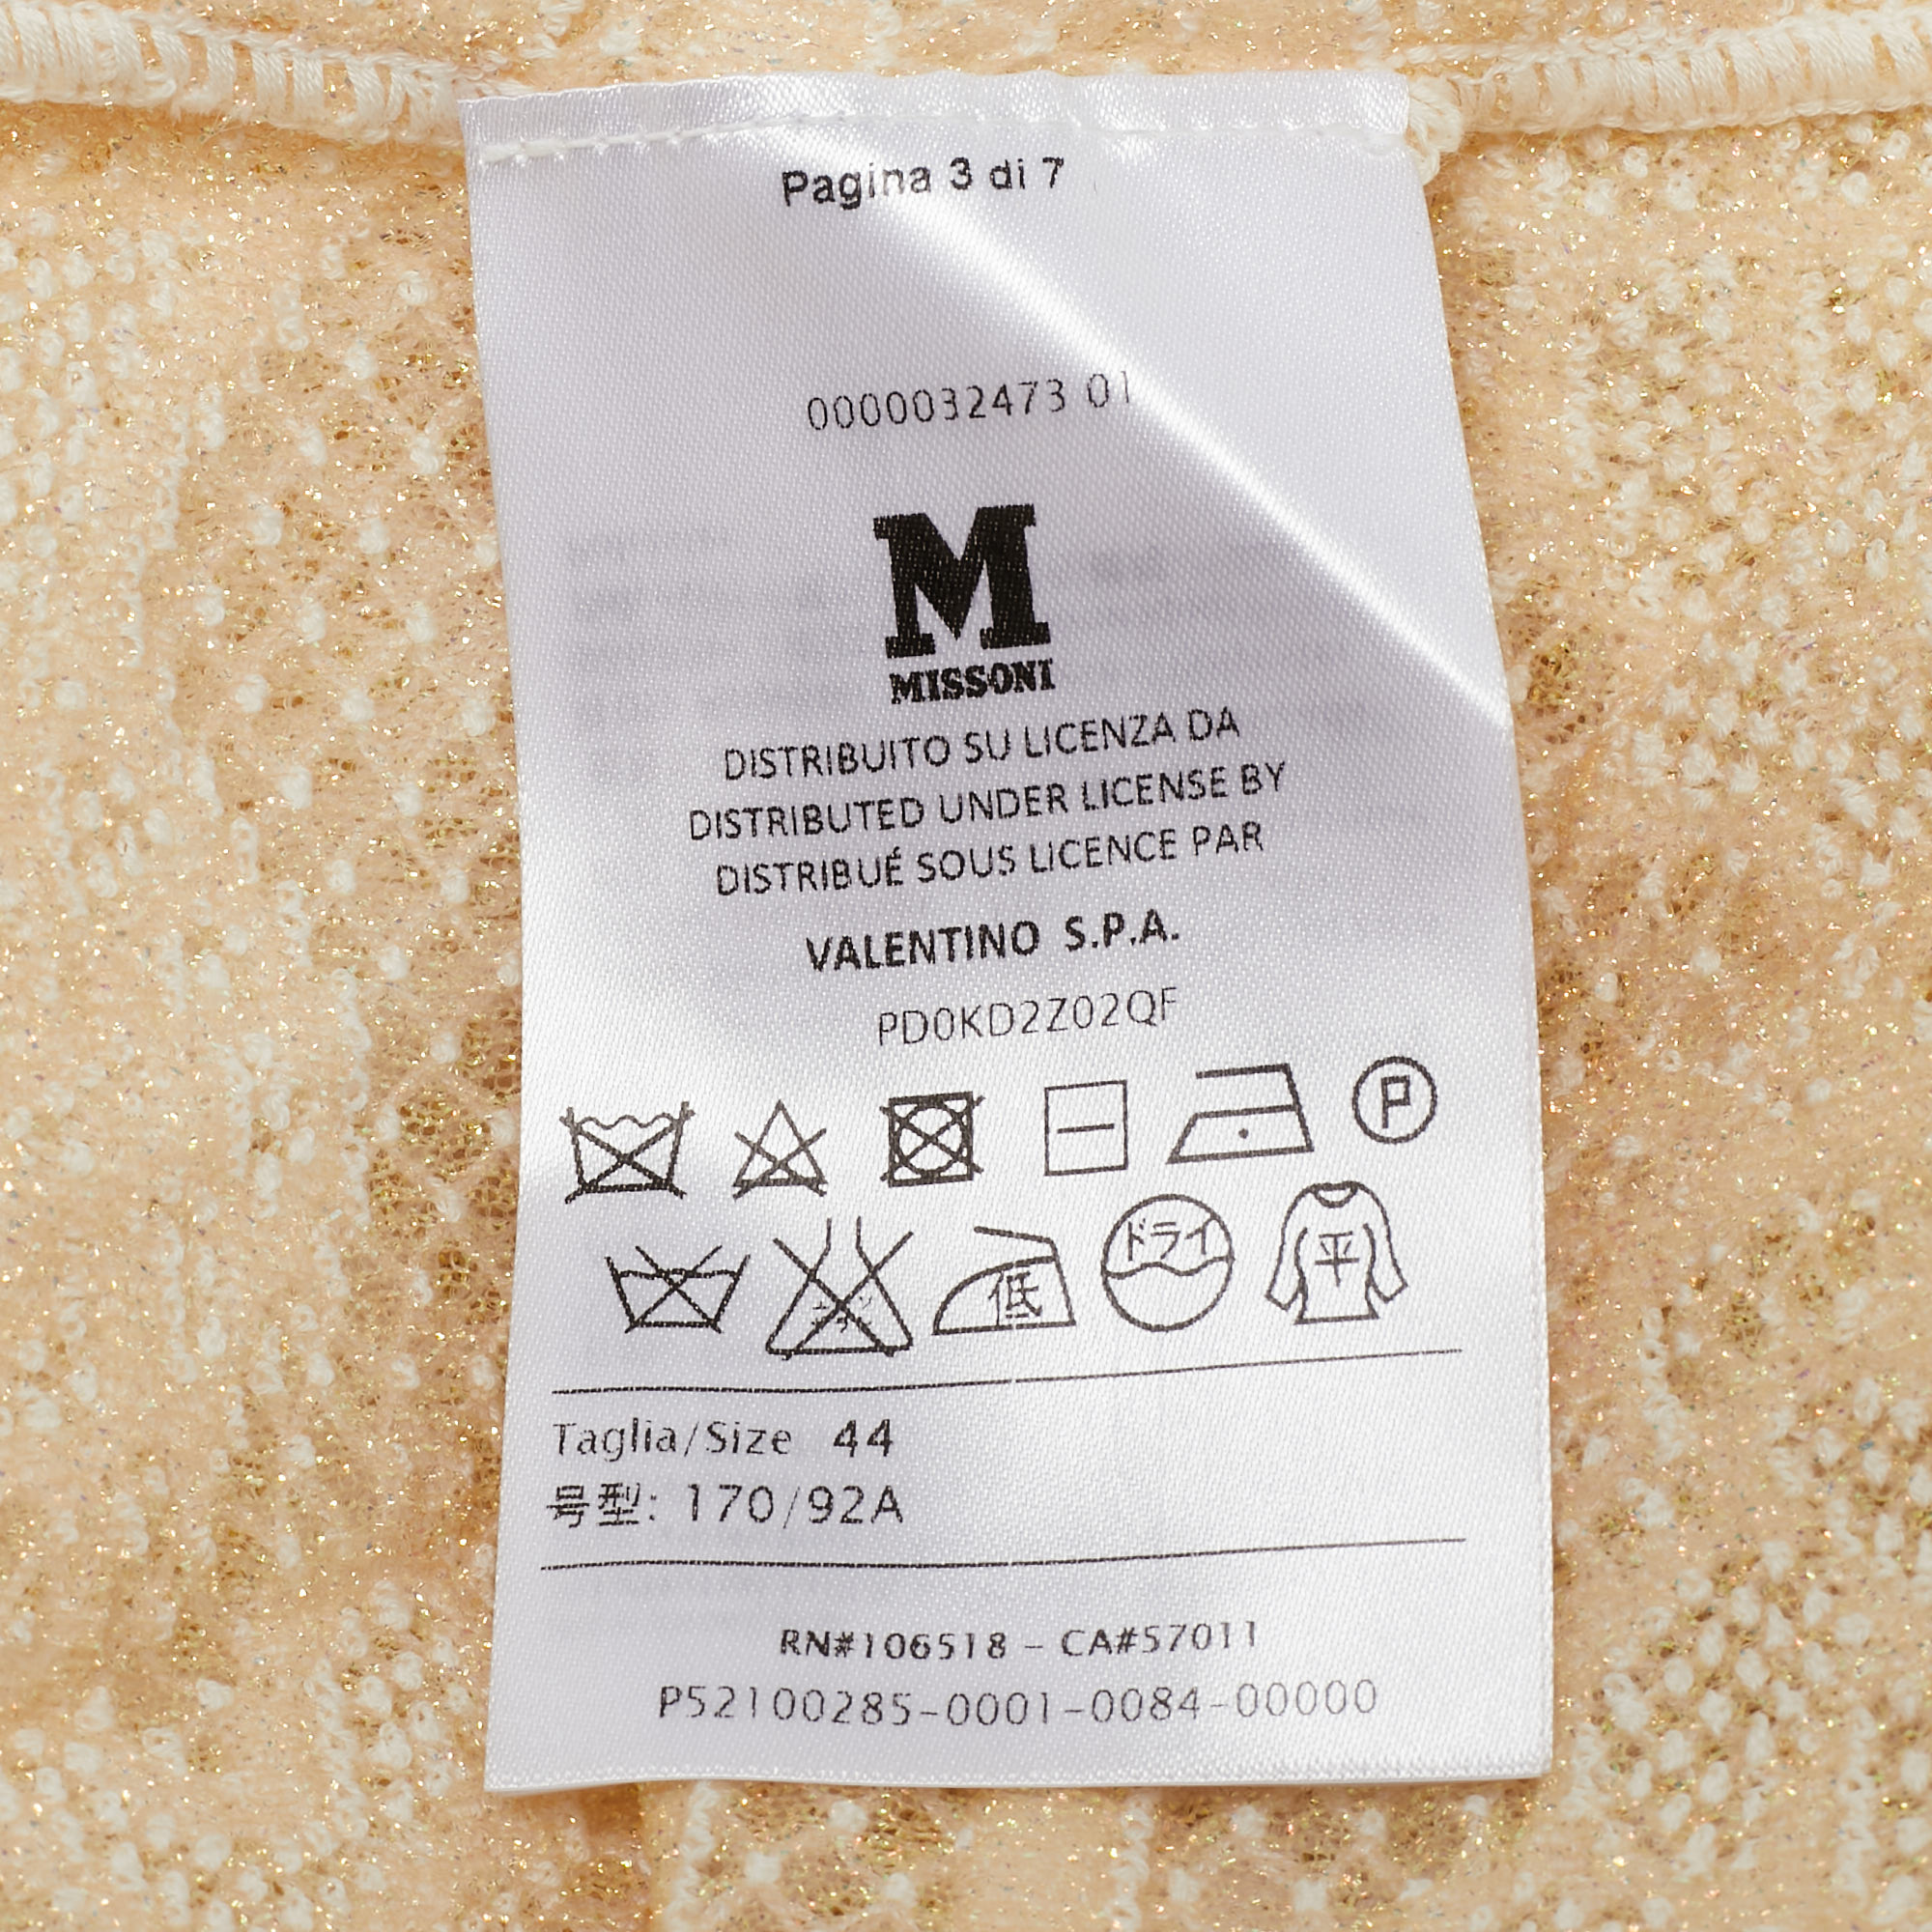 Pagina 3 di 7
0000032473 01
M
MISSONI
DISTRIBUITO SU LICENZA DA
DISTRIBUTED UNDER LICENSE BY
DISTRIBUÉ SOUS LICENCE PAR
VALENTINO S.P.A.
PD0KD2Z02QF
P
低 ドライ 平
Taglia/Size 44
号型: 170/92A
RN#106518 – CA#57011
P52100285-0001-0084-00000